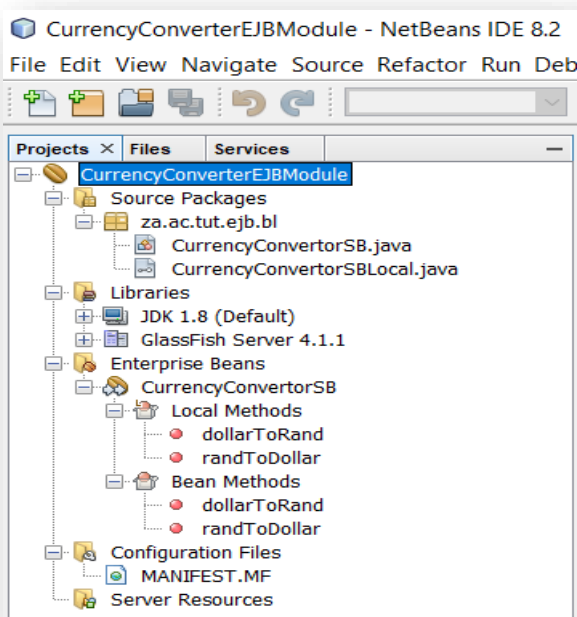 CurrencyConverterEJBModule - NetBeans IDE 8.2
File Edit View Navigate Source Refactor Run Deb
Projects × Files Services
CurrencyConverterEJBModule
Source Packages
za.ac.tut.ejb.bl
CurrencyConvertorSB.java
CurrencyConvertorSBLocal.java
Libraries
JDK 1.8 (Default)
GlassFish Server 4.1.1
Enterprise Beans
CurrencyConvertorSB
Local Methods
dollarToRand
randToDollar
Bean Methods
dollarToRand
randToDollar
Configuration Files
MANIFEST.MF
Server Resources